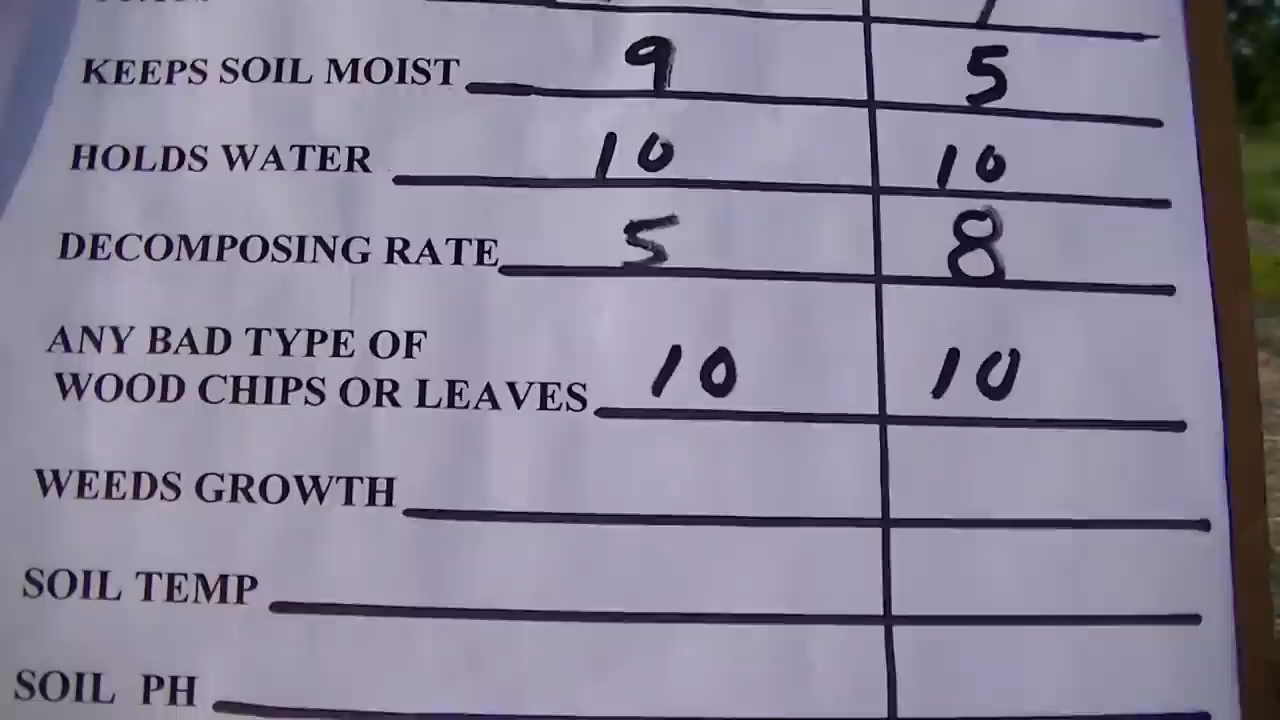 KEEPS SOIL MOIST 9 5
HOLDS WATER 10 10
DECOMPOSING RATE 5 8
ANY BAD TYPE OF
WOOD CHIPS OR LEAVES 10 10
WEEDS GROWTH
SOIL TEMP
SOIL PH